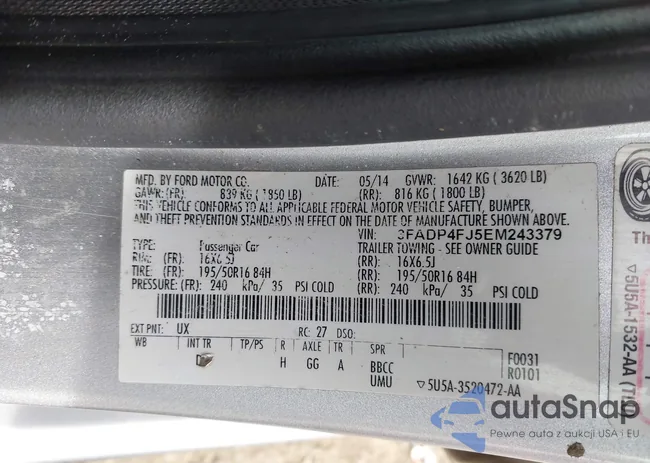 MFD. BY FORD MOTOR CO. DATE: 05/14 GVWR: 1642 KG ( 3620 LB)
GAWR: (FR): 839 KG ( 1850 LB) (RR): 816 KG ( 1800 LB)
THIS VEHICLE CONFORMS TO ALL APPLICABLE FEDERAL MOTOR VEHICLE SAFETY, BUMPER,
AND THEFT PREVENTION STANDARDS IN EFFECT ON THE DATE OF MANUFACTURE SHOWN ABOVE.
VIN: 3FADP4FJ5EM243379
TYPE: Passenger Car TRAILER TOWING - SEE OWNER GUIDE
RIM: (FR): 16X6.5J (RR): 16X6.5J
TIRE: (FR): 195/50R16 84H (RR): 195/50R16 84H
PRESSURE: (FR): 240 kPa/ 35 PSI COLD (RR): 240 kPa/ 35 PSI COLD
EXT PNT: UX RC: 27 DSO:
WB INT TR TP/PS R AXLE TR SPR
H GG A BBCC
UMU
F0031
R0101
▽5U5A-3520472-AA
Th
▽5U5A-1532-AA
autoSnap
Pewne auta z aukcji USA i EU